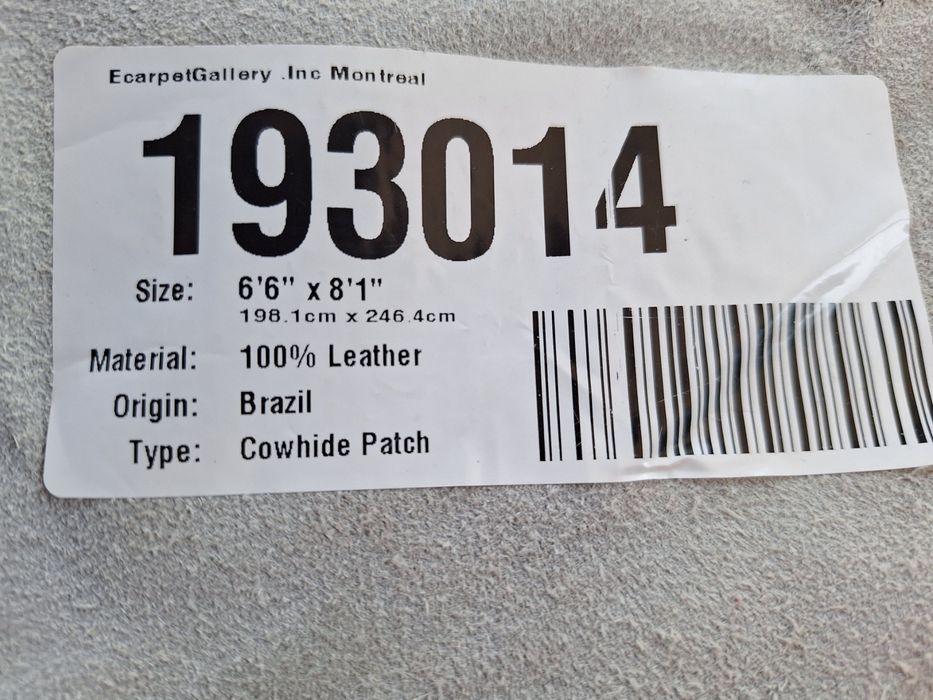 EcarpetGallery .Inc Montreal
193014
Size: 6'6" x 8'1"
198.1cm x 246.4cm
Material: 100% Leather
Origin: Brazil
Type: Cowhide Patch